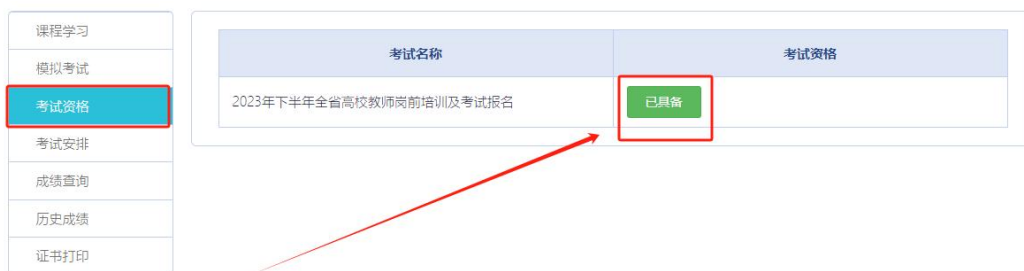 课程学习
模拟考试
考试资格
考试安排
成绩查询
历史成绩
证书打印
考试名称 考试资格
2023年下半年全省高校教师岗前培训及考试报名 已具备